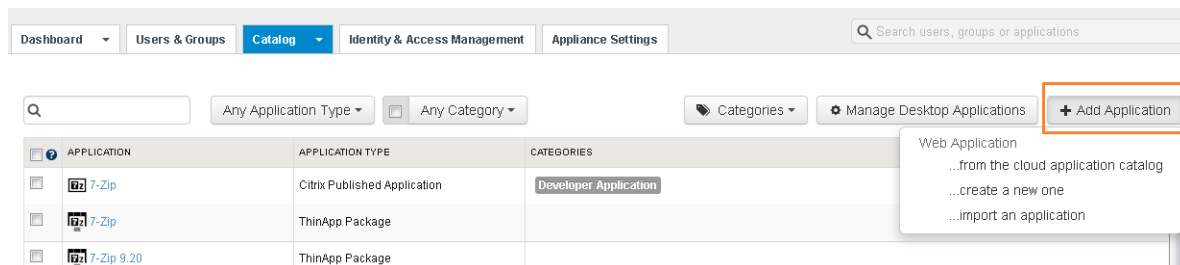 Dashboard Users & Groups Catalog Identity & Access Management Appliance Settings Search users, groups or applications
Any Application Type Any Category Categories Manage Desktop Applications + Add Application
APPLICATION APPLICATION TYPE CATEGORIES
Web Application
...from the cloud application catalog
7-Zip Citrix Published Application Developer Application
...create a new one
7-Zip ThinApp Package
...import an application
7-Zip 9.20 ThinApp Package